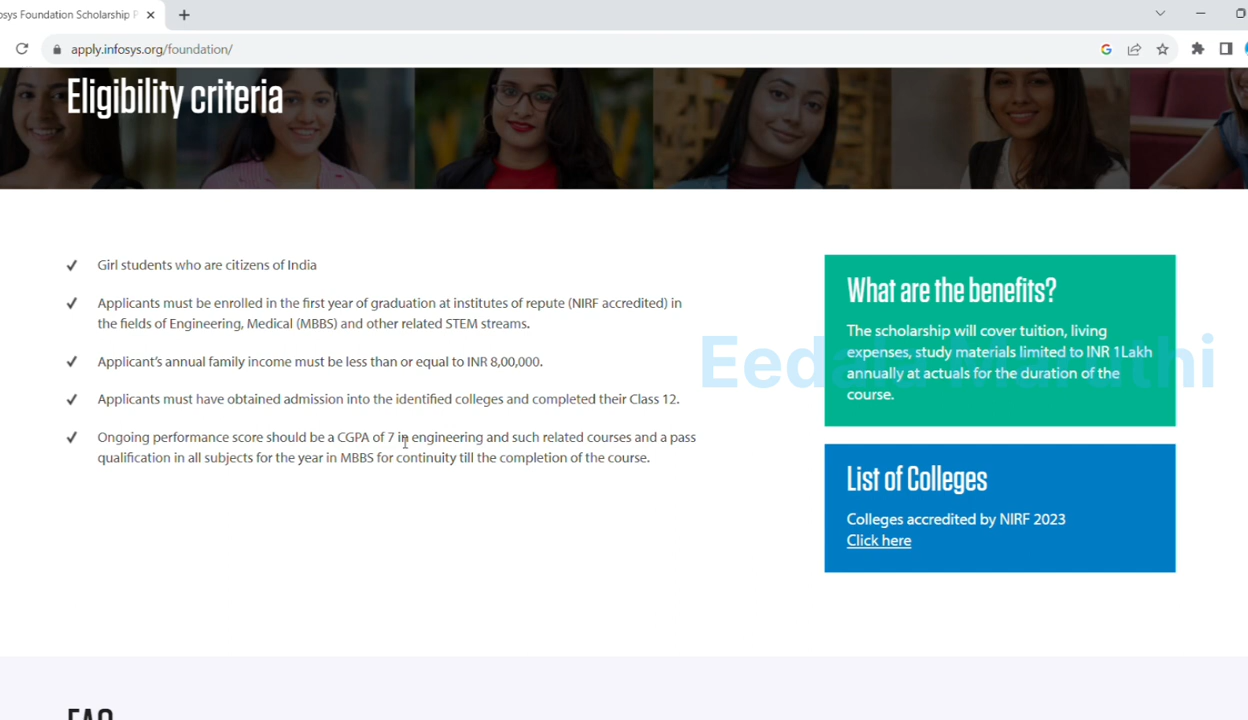 osys Foundation Scholarship P
apply.infosys.org/foundation/
Eligibility criteria
Girl students who are citizens of India
Applicants must be enrolled in the first year of graduation at institutes of repute (NIRF accredited) in
the fields of Engineering, Medical (MBBS) and other related STEM streams.
Applicant's annual family income must be less than or equal to INR 8,00,000.
Applicants must have obtained admission into the identified colleges and completed their Class 12.
Ongoing performance score should be a CGPA of 7 in engineering and such related courses and a pass
qualification in all subjects for the year in MBBS for continuity till the completion of the course.
What are the benefits?
The scholarship will cover tuition, living
expenses, study materials limited to INR 1Lakh
annually at actuals for the duration of the
course.
List of Colleges
Colleges accredited by NIRF 2023
Click here
FAQ